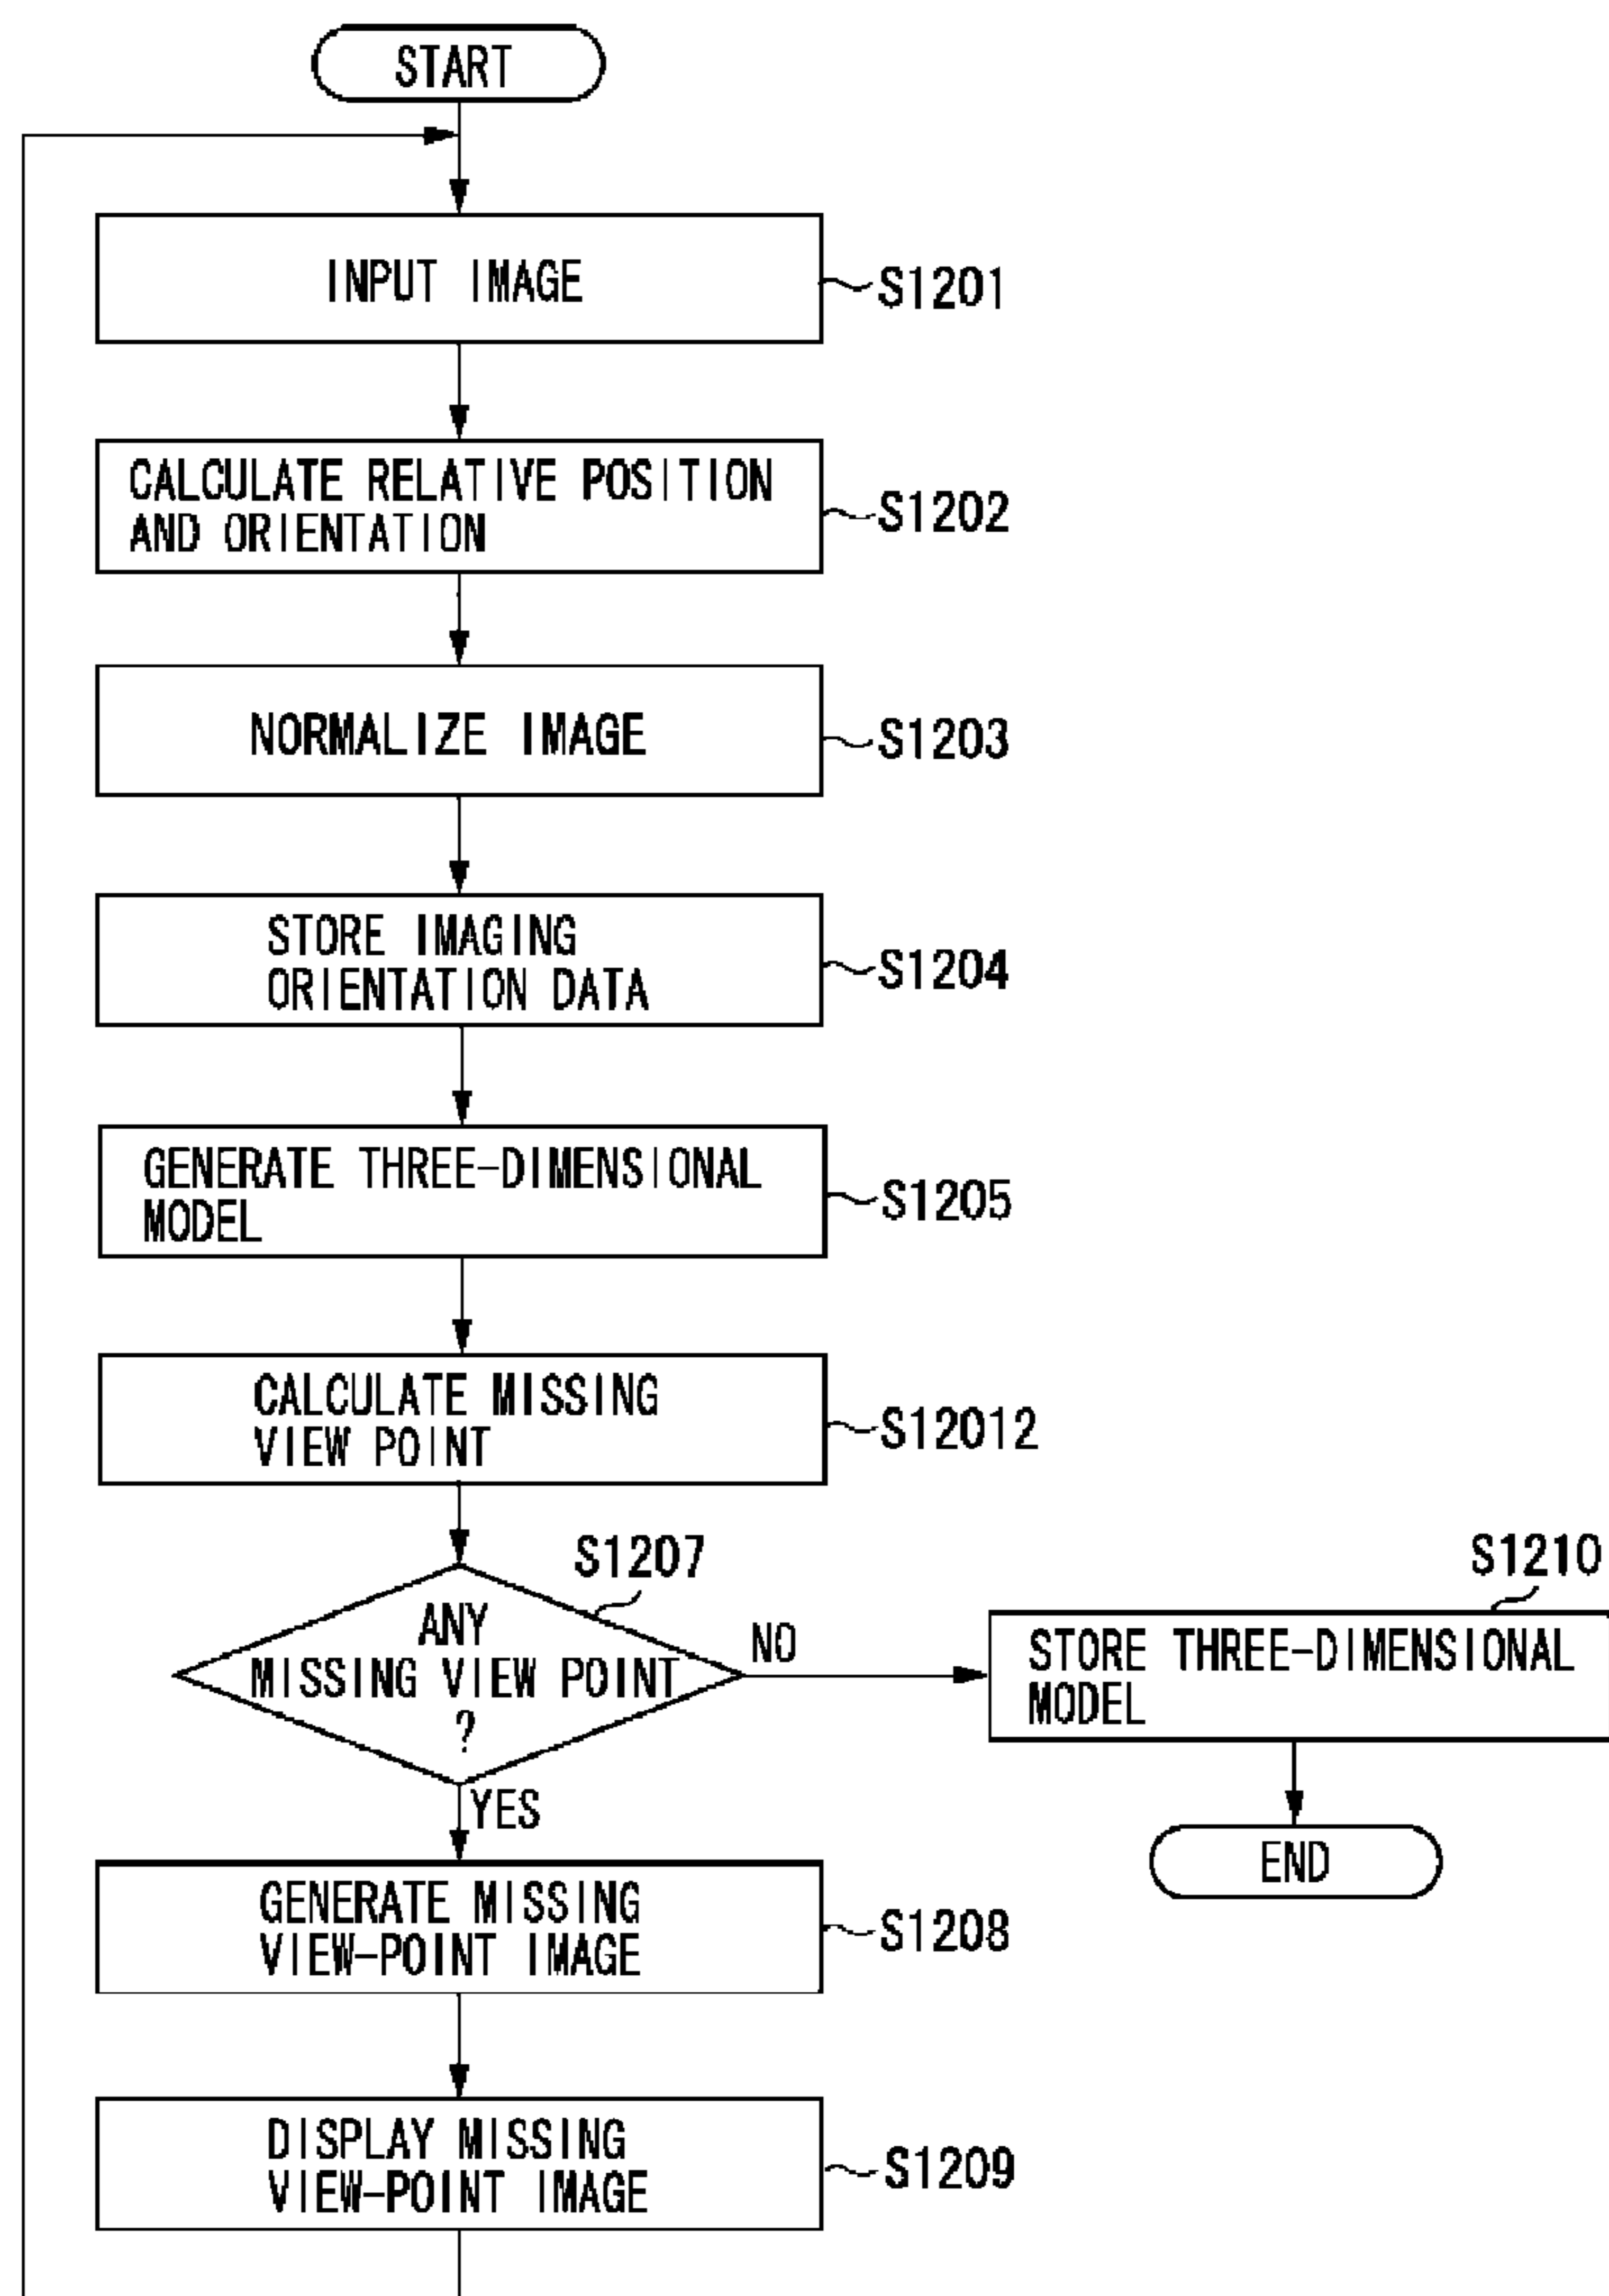 START
INPUT IMAGE
S1201
CALCULATE RELATIVE POSITION
AND ORIENTATION
S1202
NORMALIZE IMAGE
S1203
STORE IMAGING
ORIENTATION DATA
S1204
GENERATE THREE-DIMENSIONAL
MODEL
S1205
CALCULATE MISSING
VIEW POINT
S12012
S1207
ANY
MISSING VIEW POINT
?
NO
S1210
STORE THREE-DIMENSIONAL
MODEL
END
YES
GENERATE MISSING
VIEW-POINT IMAGE
S1208
DISPLAY MISSING
VIEW-POINT IMAGE
S1209